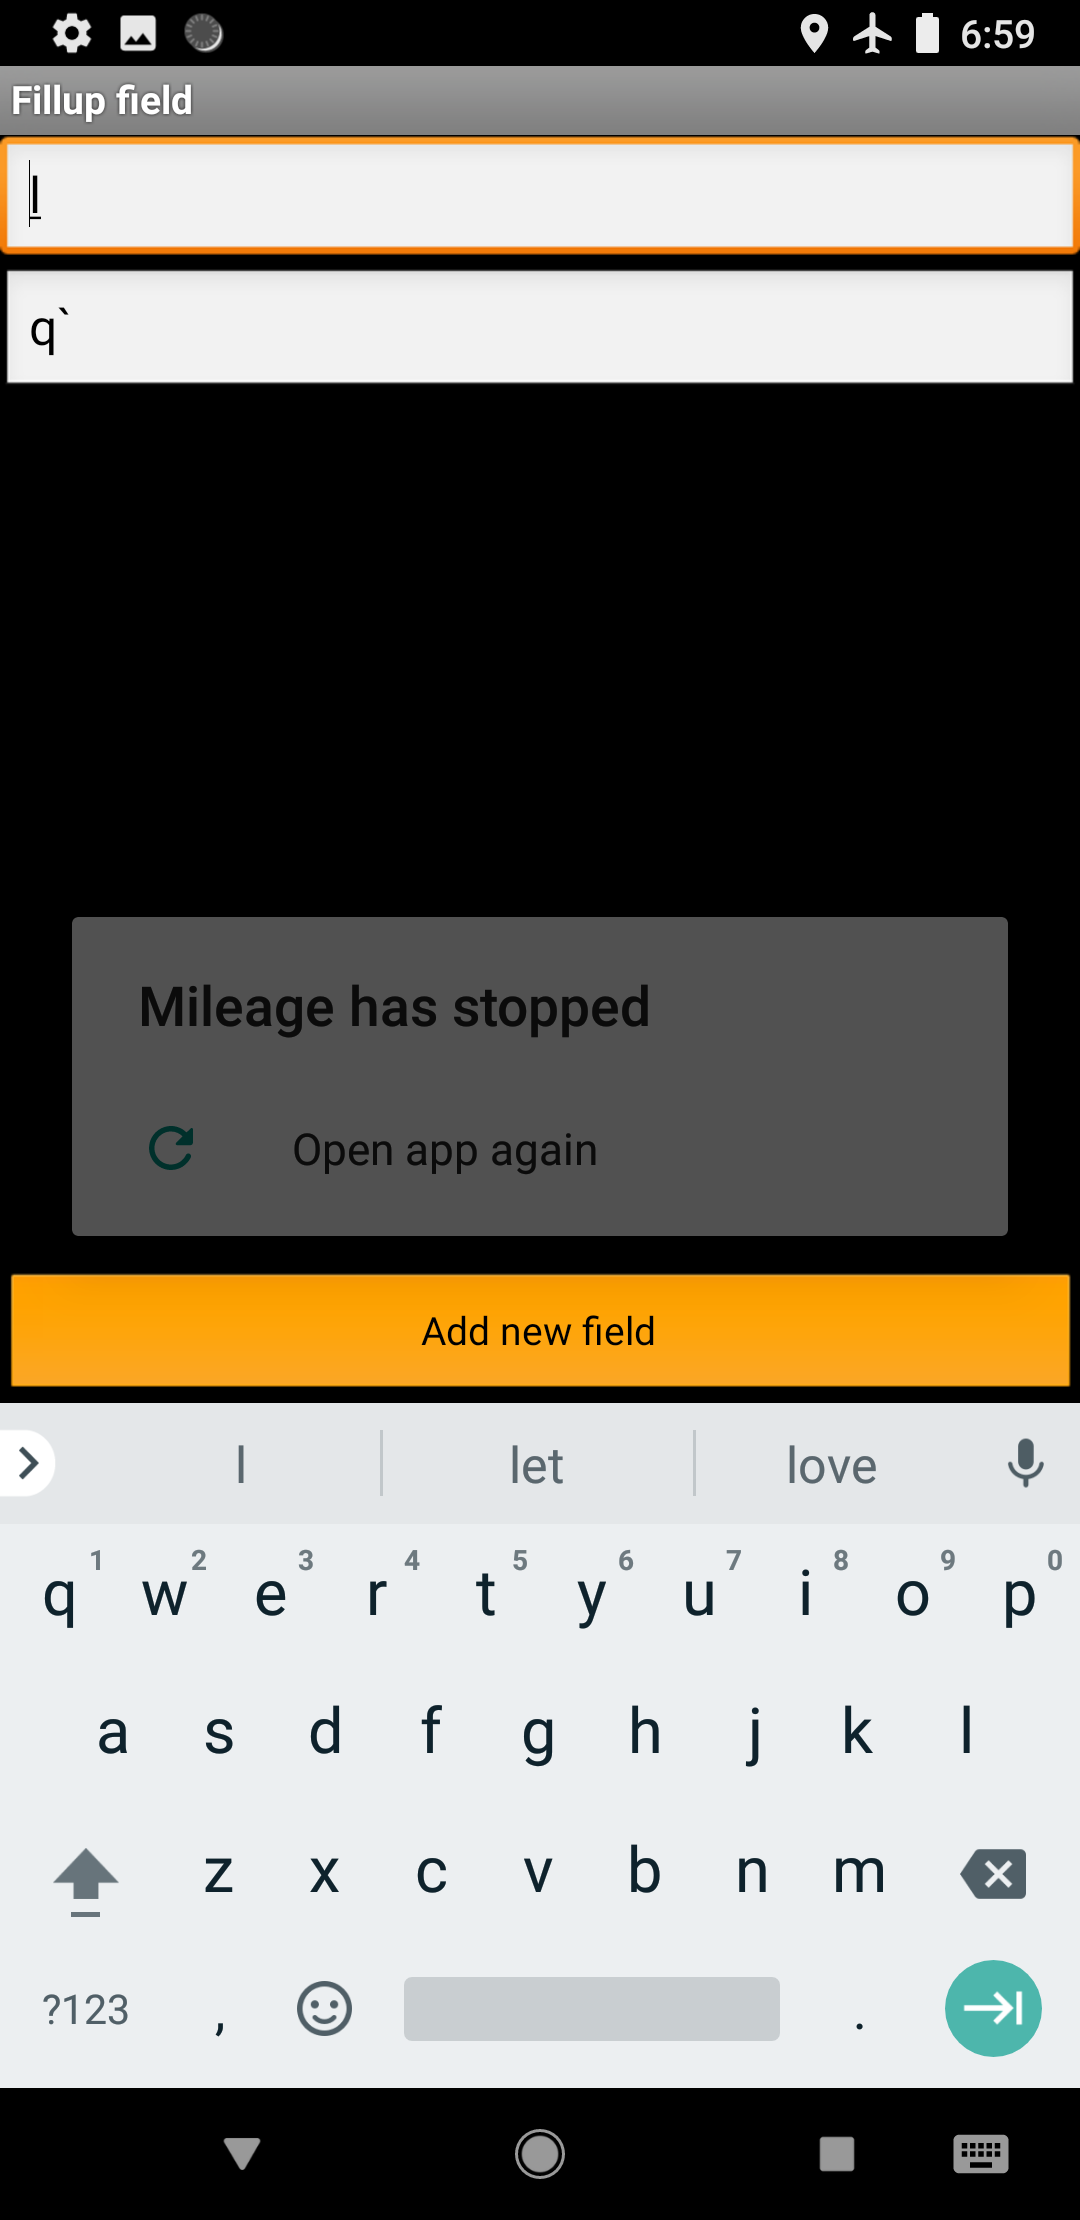 6:59
Fillup field
l
q`
Mileage has stopped
Open app again
Add new field
l let love
1 2 3 4 5 6 7 8 9 0
q w e r t y u i o p
a s d f g h j k l
z x c v b n m
?123 , .